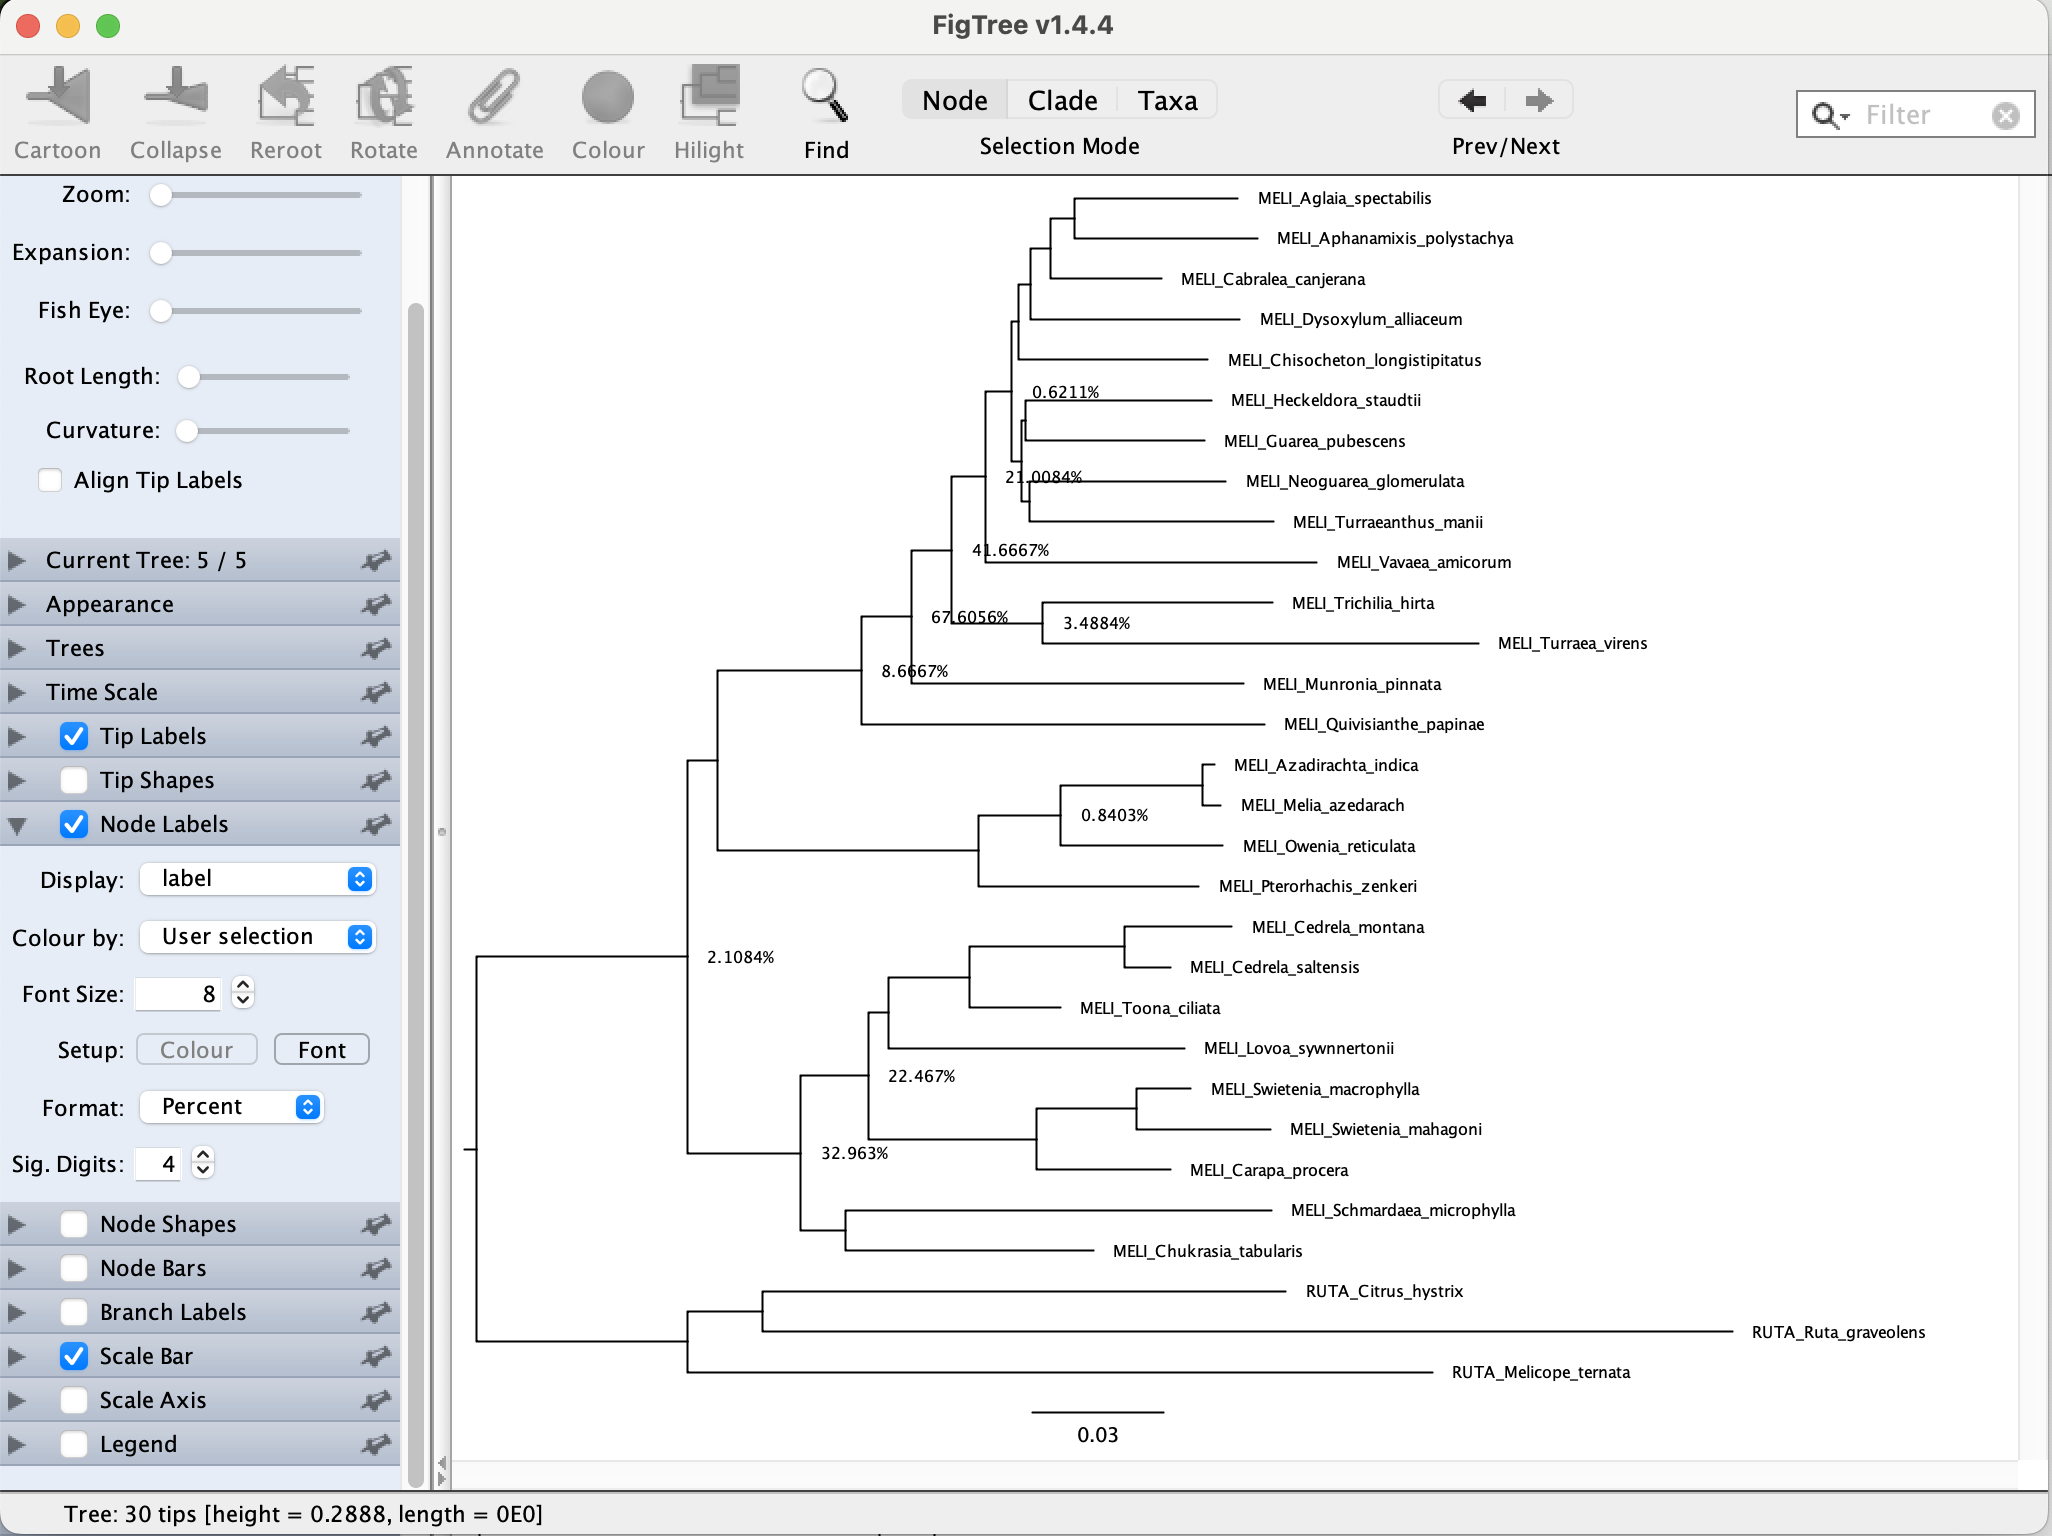 FigTree v1.4.4
Cartoon Collapse Reroot Rotate Annotate Colour Hilight Find
Node Clade Taxa
Selection Mode
Prev/Next
Filter
Zoom:
Expansion:
Fish Eye:
Root Length:
Curvature:
Align Tip Labels
Current Tree: 5 / 5
Appearance
Trees
Time Scale
Tip Labels
Tip Shapes
Node Labels
Display: label
Colour by: User selection
Font Size: 8
Setup: Colour Font
Format: Percent
Sig. Digits: 4
Node Shapes
Node Bars
Branch Labels
Scale Bar
Scale Axis
Legend
MELI_Aglaia_spectabilis
MELI_Aphanamixis_polystachya
MELI_Cabralea_canjerana
MELI_Dysoxylum_alliaceum
MELI_Chisocheton_longistipitatus
0.6211%
MELI_Heckeldora_staudtii
MELI_Guarea_pubescens
21.0084%
MELI_Neoguarea_glomerulata
MELI_Turraeanthus_manii
41.6667%
MELI_Vavaea_amicorum
MELI_Trichilia_hirta
67.6056%
3.4884%
MELI_Turraea_virens
8.6667%
MELI_Munronia_pinnata
MELI_Quivisianthe_papinae
MELI_Azadirachta_indica
MELI_Melia_azedarach
0.8403%
MELI_Owenia_reticulata
MELI_Pterorhachis_zenkeri
MELI_Cedrela_montana
2.1084%
MELI_Cedrela_saltensis
MELI_Toona_ciliata
MELI_Lovoa_sywnnertonii
22.467%
MELI_Swietenia_macrophylla
MELI_Swietenia_mahagoni
32.963%
MELI_Carapa_procera
MELI_Schmardaea_microphylla
MELI_Chukrasia_tabularis
RUTA_Citrus_hystrix
RUTA_Ruta_graveolens
RUTA_Melicope_ternata
0.03
Tree: 30 tips [height = 0.2888, length = 0E0]